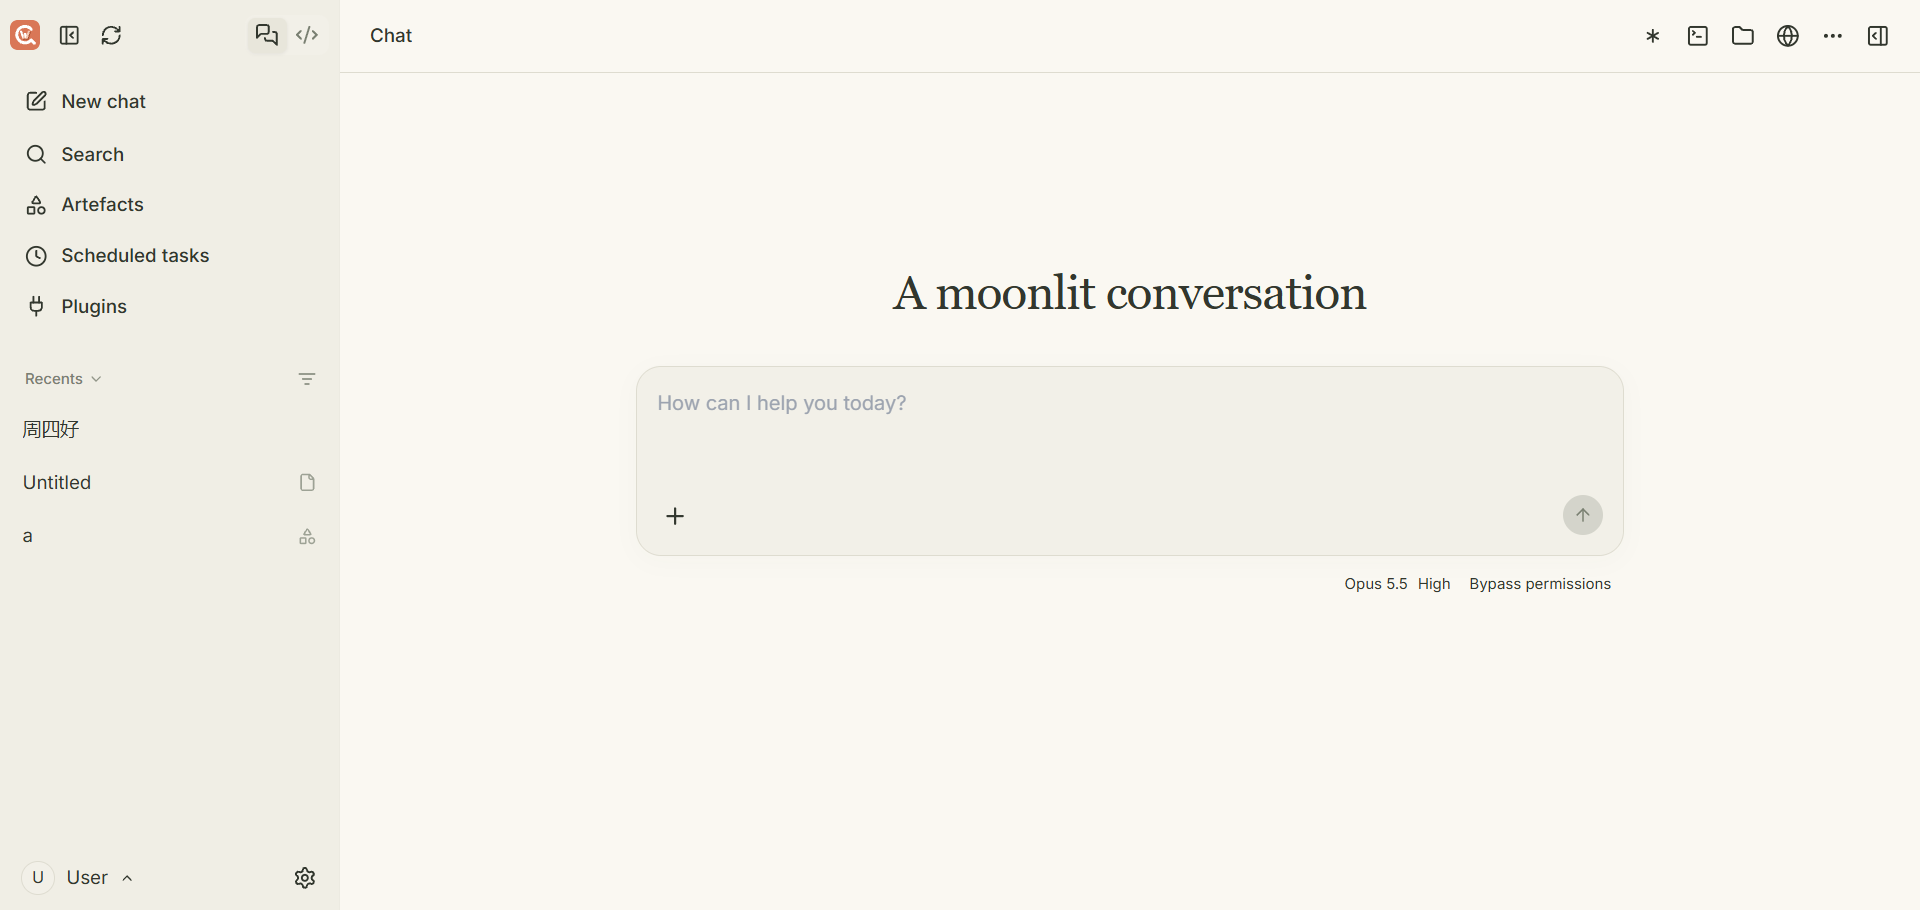 Chat
New chat
Search
Artefacts
Scheduled tasks
Plugins
Recents
周四好
Untitled
a
U User
A moonlit conversation
How can I help you today?
Opus 5.5 High Bypass permissions